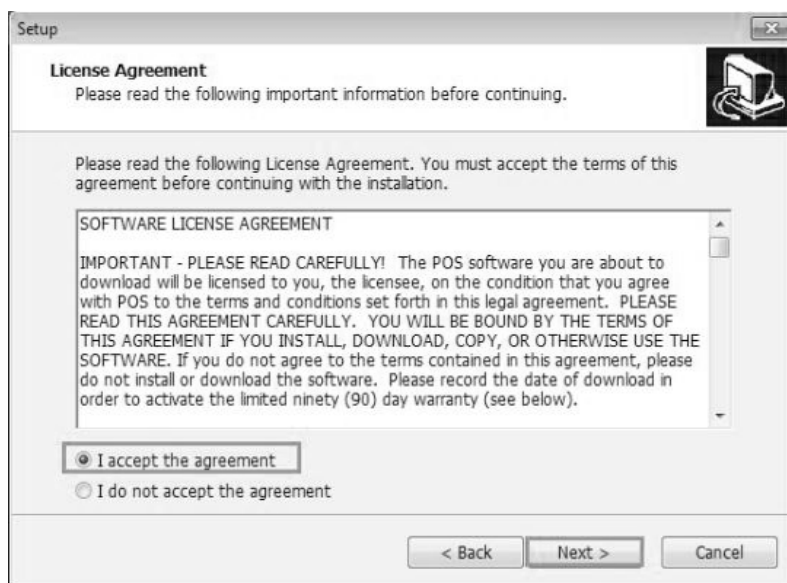 Setup
License Agreement
Please read the following important information before continuing.
Please read the following License Agreement. You must accept the terms of this
agreement before continuing with the installation.
SOFTWARE LICENSE AGREEMENT
IMPORTANT - PLEASE READ CAREFULLY! The POS software you are about to
download will be licensed to you, the licensee, on the condition that you agree
with POS to the terms and conditions set forth in this legal agreement. PLEASE
READ THIS AGREEMENT CAREFULLY. YOU WILL BE BOUND BY THE TERMS OF
THIS AGREEMENT IF YOU INSTALL, DOWNLOAD, COPY, OR OTHERWISE USE THE
SOFTWARE. If you do not agree to the terms contained in this agreement, please
do not install or download the software. Please record the date of download in
order to activate the limited ninety (90) day warranty (see below).
I accept the agreement
I do not accept the agreement
< Back Next > Cancel